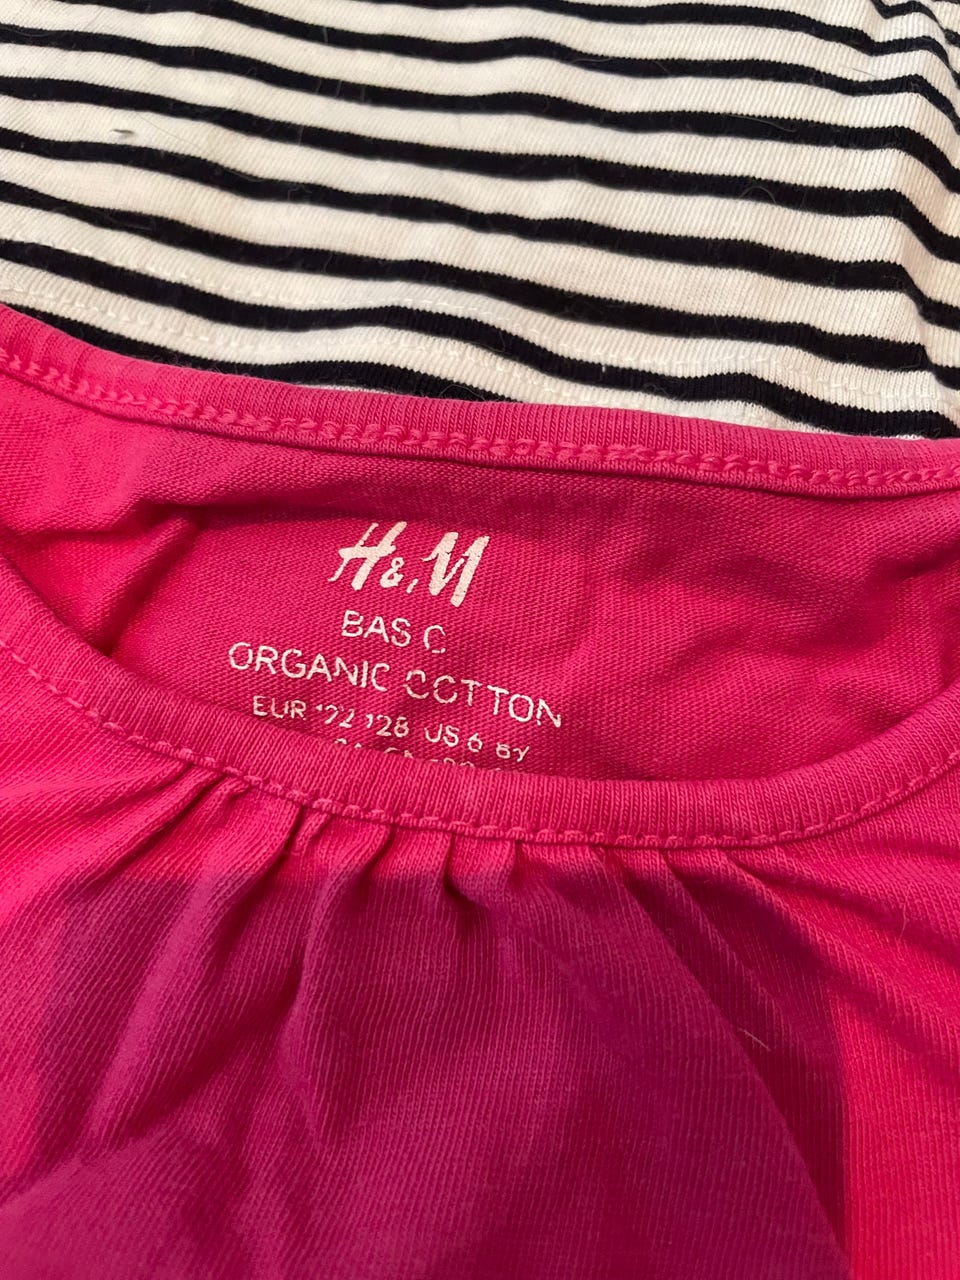 H&M
BASIC
ORGANIC COTTON
EUR 122 128 US 6 8Y